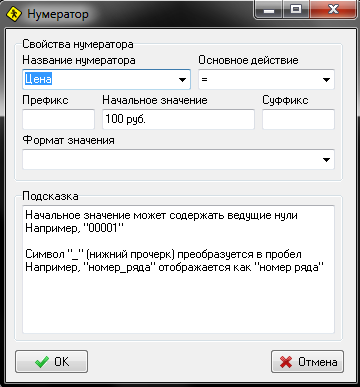 Нумератор
Свойства нумератора
Название нумератора Основное действие
Цена =
Префикс Начальное значение Суффикс
100 руб.
Формат значения
Подсказка
Начальное значение может содержать ведущие нули
Например, "00001"
Символ "_" (нижний прочерк) преобразуется в пробел
Например, "номер_ряда" отображается как "номер ряда"
OK Отмена